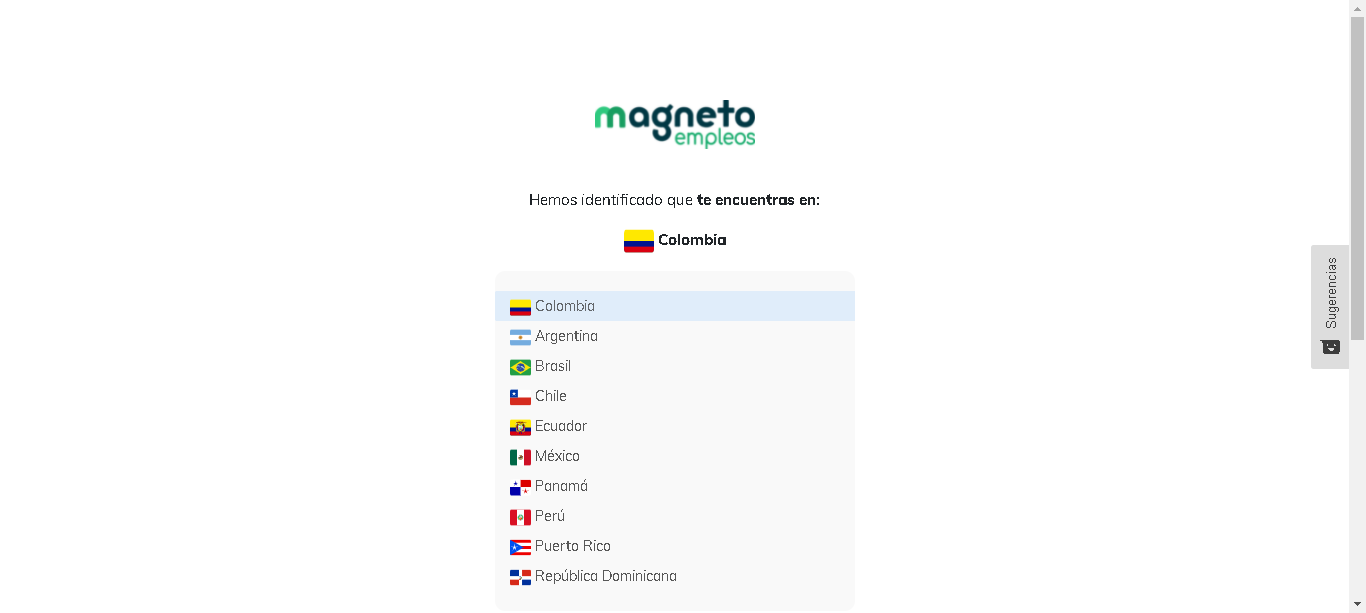 magneto
empleos
Hemos identificado que te encuentras en:
Colombia
Colombia
Argentina
Brasil
Chile
Ecuador
México
Panamá
Perú
Puerto Rico
República Dominicana
Sugerencias